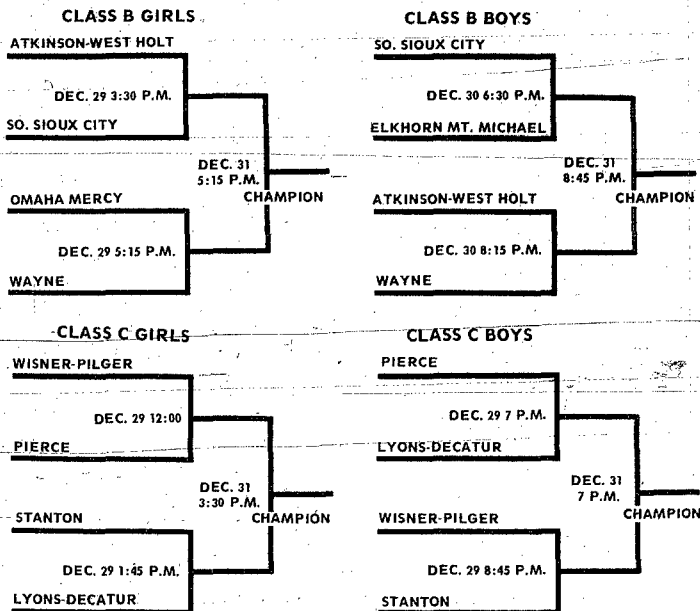 CLASS B GIRLS
ATKINSON-WEST HOLT
DEC. 29 3:30 P.M.
SO. SIOUX CITY
DEC. 31
5:15 P.M.
CHAMPION
OMAHA MERCY
DEC. 29 5:15 P.M.
WAYNE
CLASS B BOYS
SO. SIOUX CITY
DEC. 30 6:30 P.M.
ELKHORN MT. MICHAEL
DEC. 31
8:45 P.M.
CHAMPION
ATKINSON-WEST HOLT
DEC. 30 8:15 P.M.
WAYNE
CLASS C GIRLS
WISNER-PILGER
DEC. 29 12:00
PIERCE
DEC. 31
3:30 P.M.
CHAMPION
STANTON
DEC. 29 1:45 P.M.
LYONS-DECATUR
CLASS C BOYS
PIERCE
DEC. 29 7 P.M.
LYONS-DECATUR
DEC. 31
7 P.M.
CHAMPION
WISNER-PILGER
DEC. 29 8:45 P.M.
STANTON